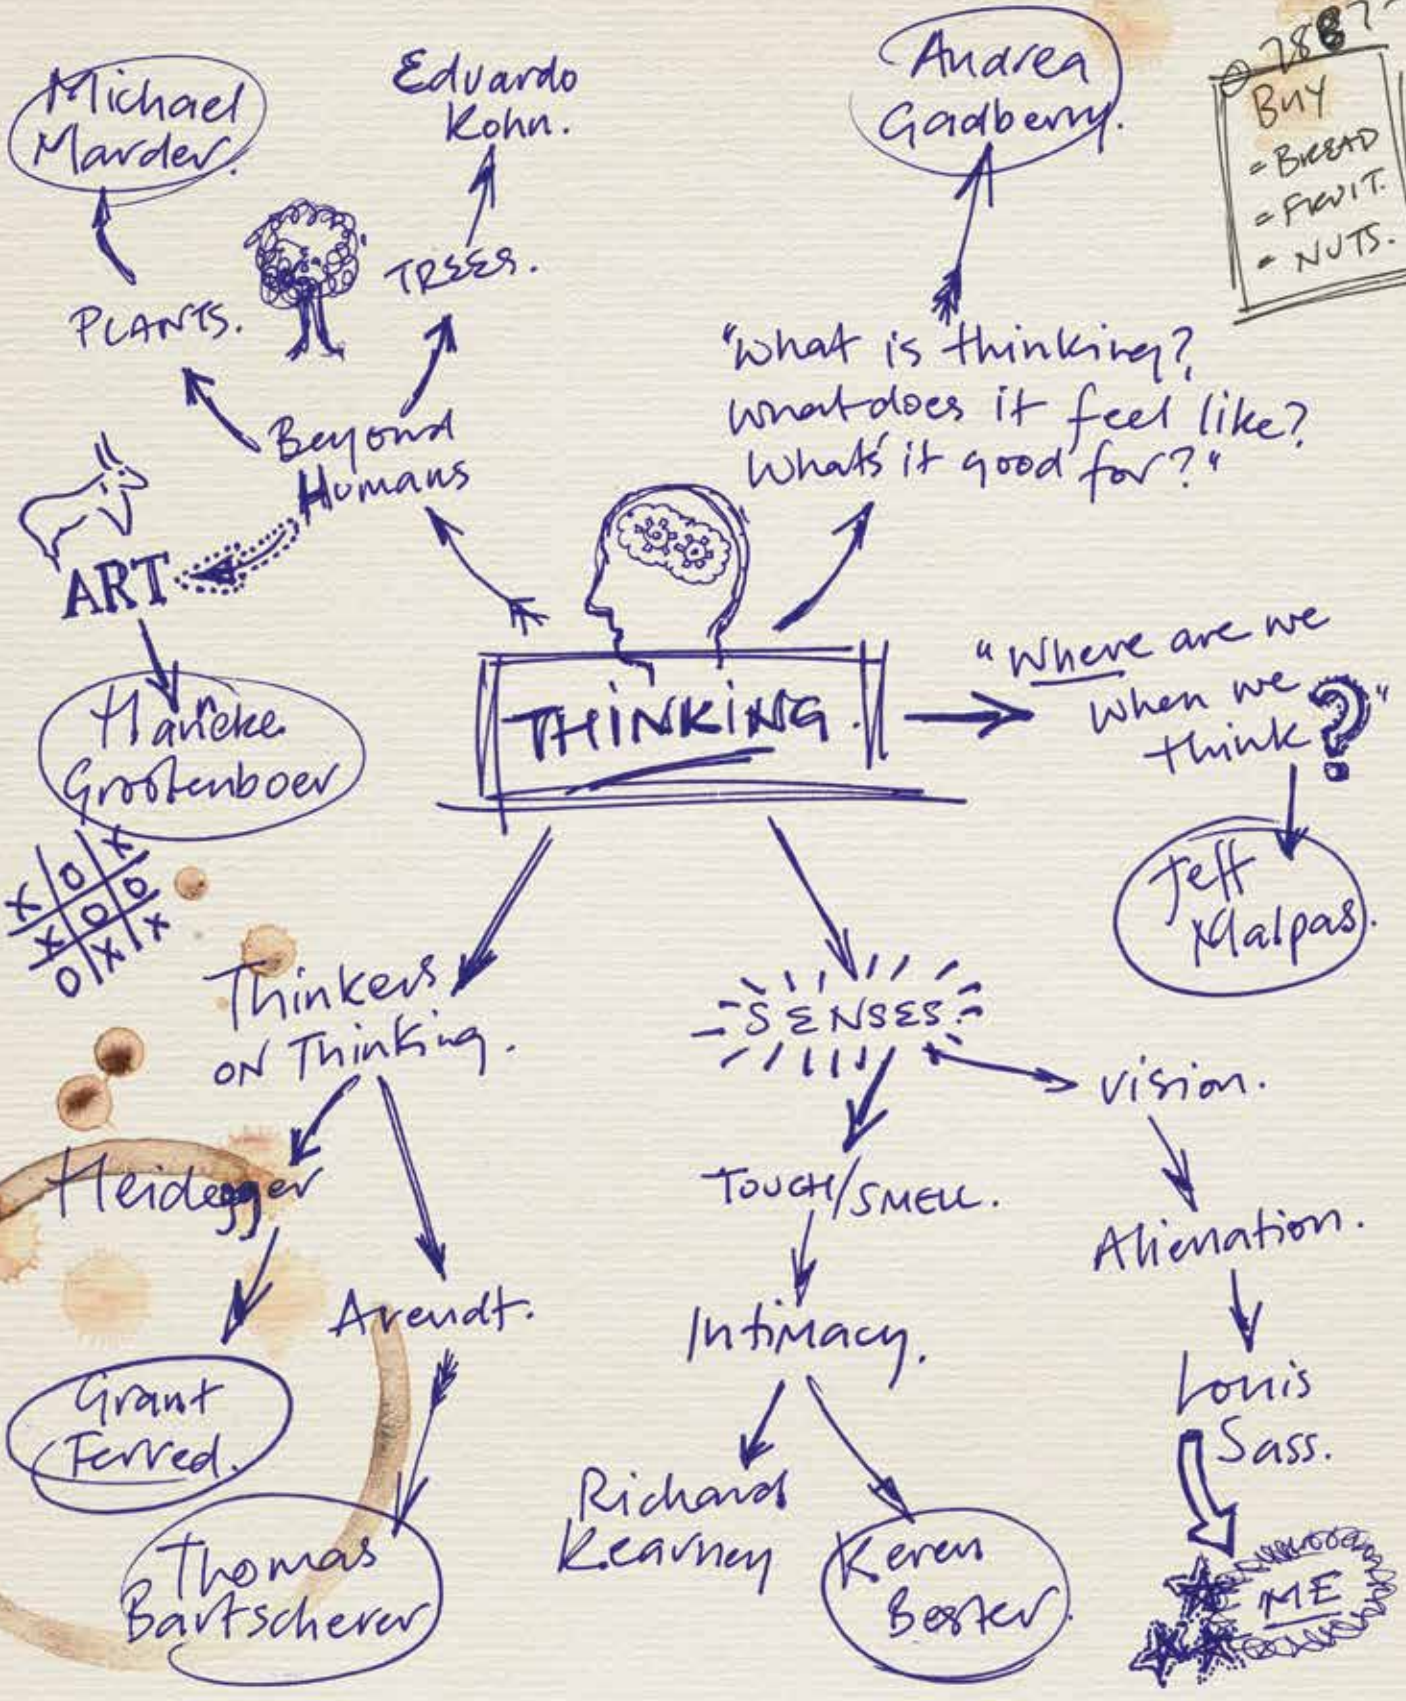 Michael
Marder.
Eduardo
Kohn.
Andrea
Gadberry.
BUY
- BREAD
- FRUIT.
- NUTS.
PLANTS.
TREES.
"What is thinking?
What does it feel like?
What's it good for?"
Beyond
Humans
ART
Hanneke
Grootenboer
THINKING.
"Where are we
when we
think?"
Jeff
Malpas.
X O X
X O O
O X X
Thinkers
ON Thinking.
SENSES.
Vision.
Heidegger
TOUCH/SMELL.
Alienation.
Arendt.
Intimacy.
Grant
Ferred.
Louis
Sass.
Thomas
Bartscherer
Richard
Kearney
Keren
Bester.
ME